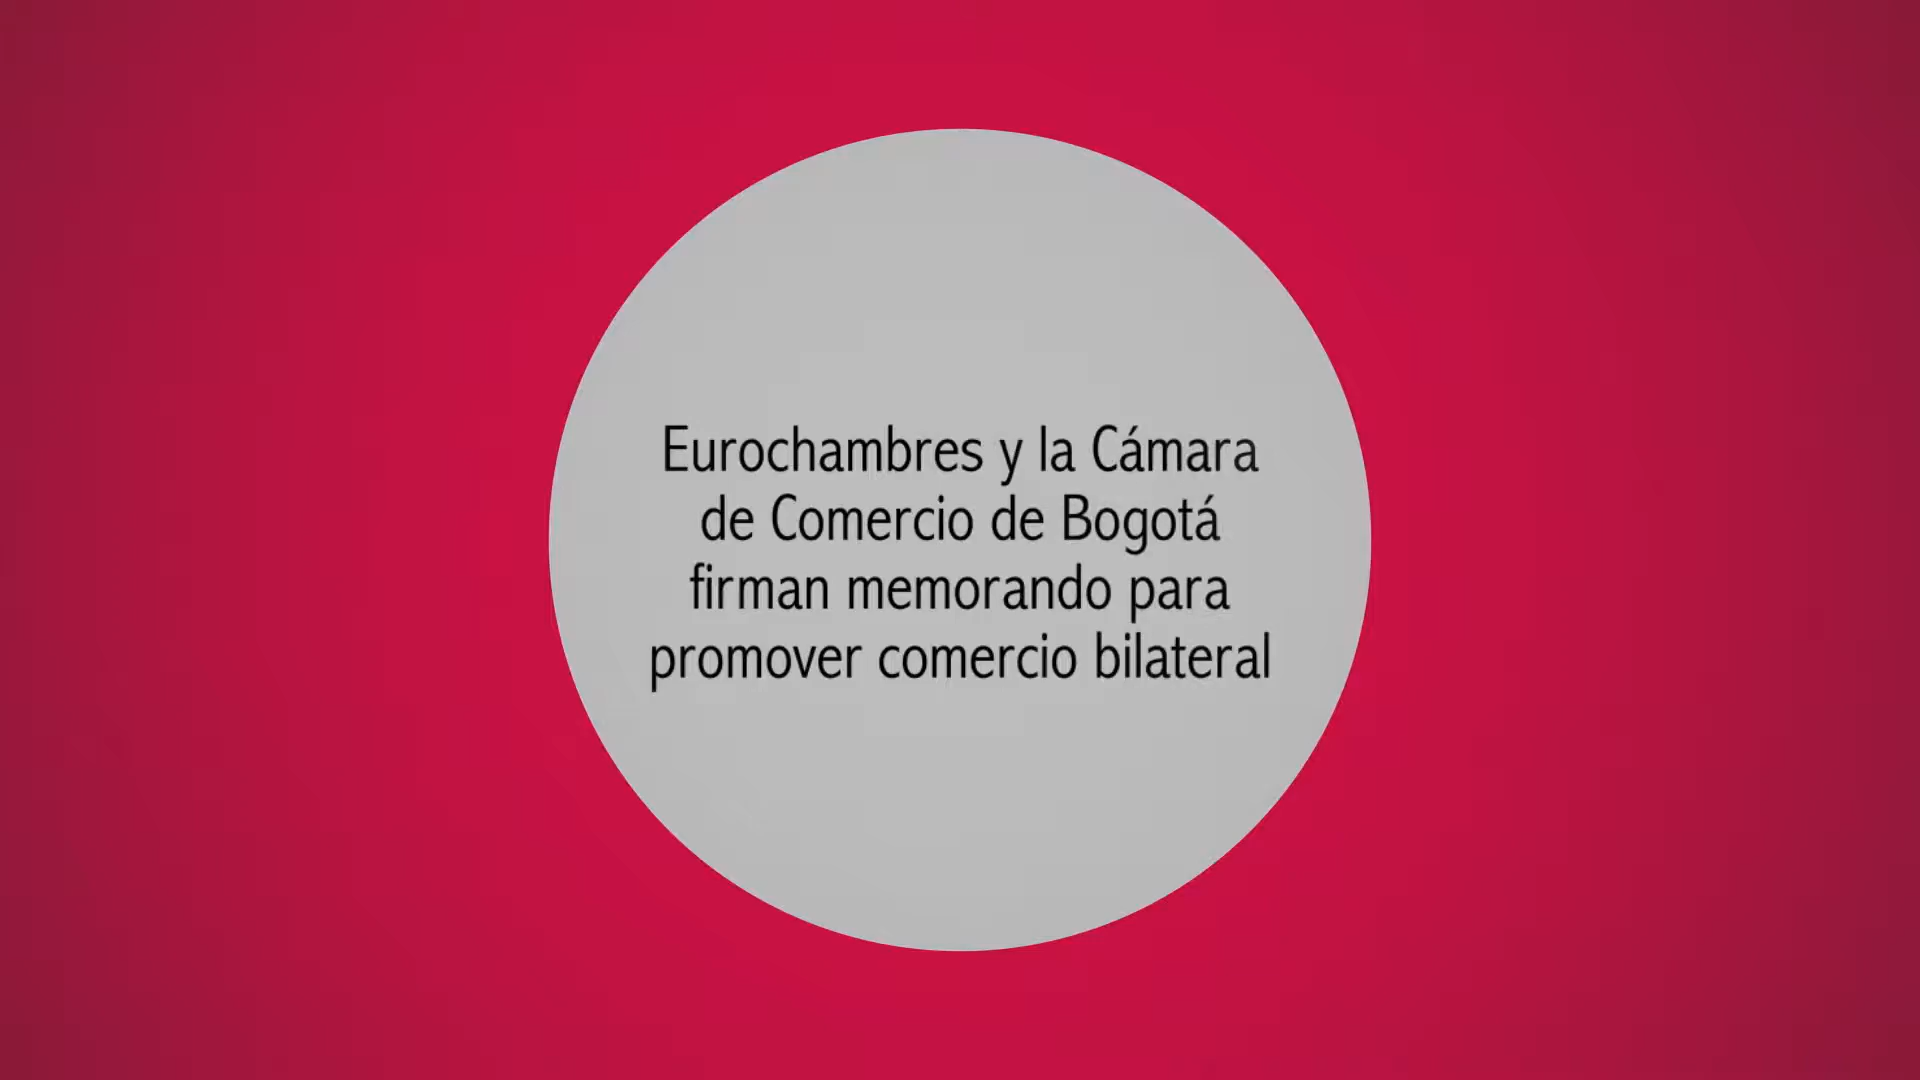 Eurochambres y la Cámara
de Comercio de Bogotá
firman memorando para
promover comercio bilateral